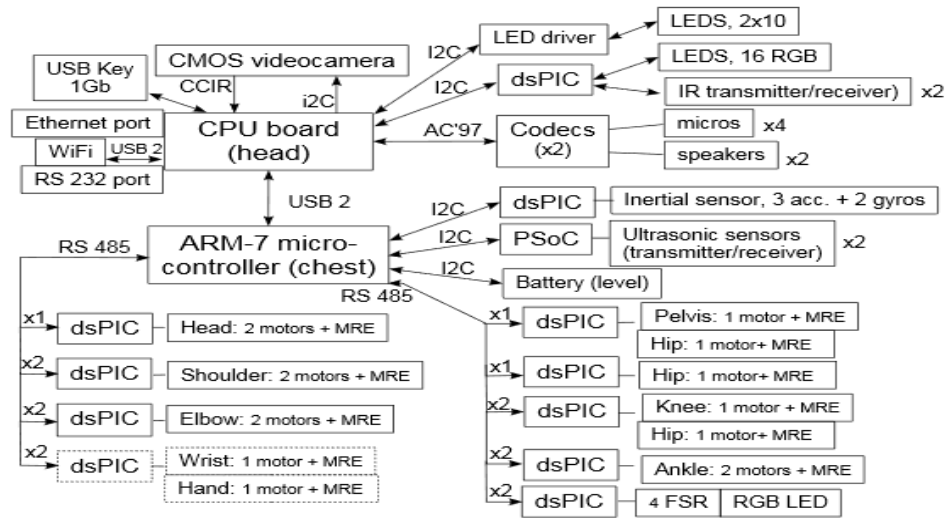 USB Key
1Gb
CMOS videocamera
CCIR
i2C
Ethernet port
WiFi
USB 2
RS 232 port
CPU board
(head)
I2C
LED driver
LEDS, 2x10
I2C
dsPIC
LEDS, 16 RGB
IR transmitter/receiver)
x2
AC'97
Codecs
(x2)
micros
x4
speakers
x2
USB 2
ARM-7 micro-
controller (chest)
I2C
dsPIC
Inertial sensor, 3 acc. + 2 gyros
I2C
PSoC
Ultrasonic sensors
(transmitter/receiver)
x2
I2C
Battery (level)
RS 485
RS 485
x1
dsPIC
Head: 2 motors + MRE
x2
dsPIC
Shoulder: 2 motors + MRE
x2
dsPIC
Elbow: 2 motors + MRE
x2
dsPIC
Wrist: 1 motor + MRE
Hand: 1 motor + MRE
x1
dsPIC
Pelvis: 1 motor + MRE
Hip: 1 motor+ MRE
x1
dsPIC
Hip: 1 motor+ MRE
x2
dsPIC
Knee: 1 motor + MRE
Hip: 1 motor+ MRE
x2
dsPIC
Ankle: 2 motors + MRE
x2
dsPIC
4 FSR
RGB LED